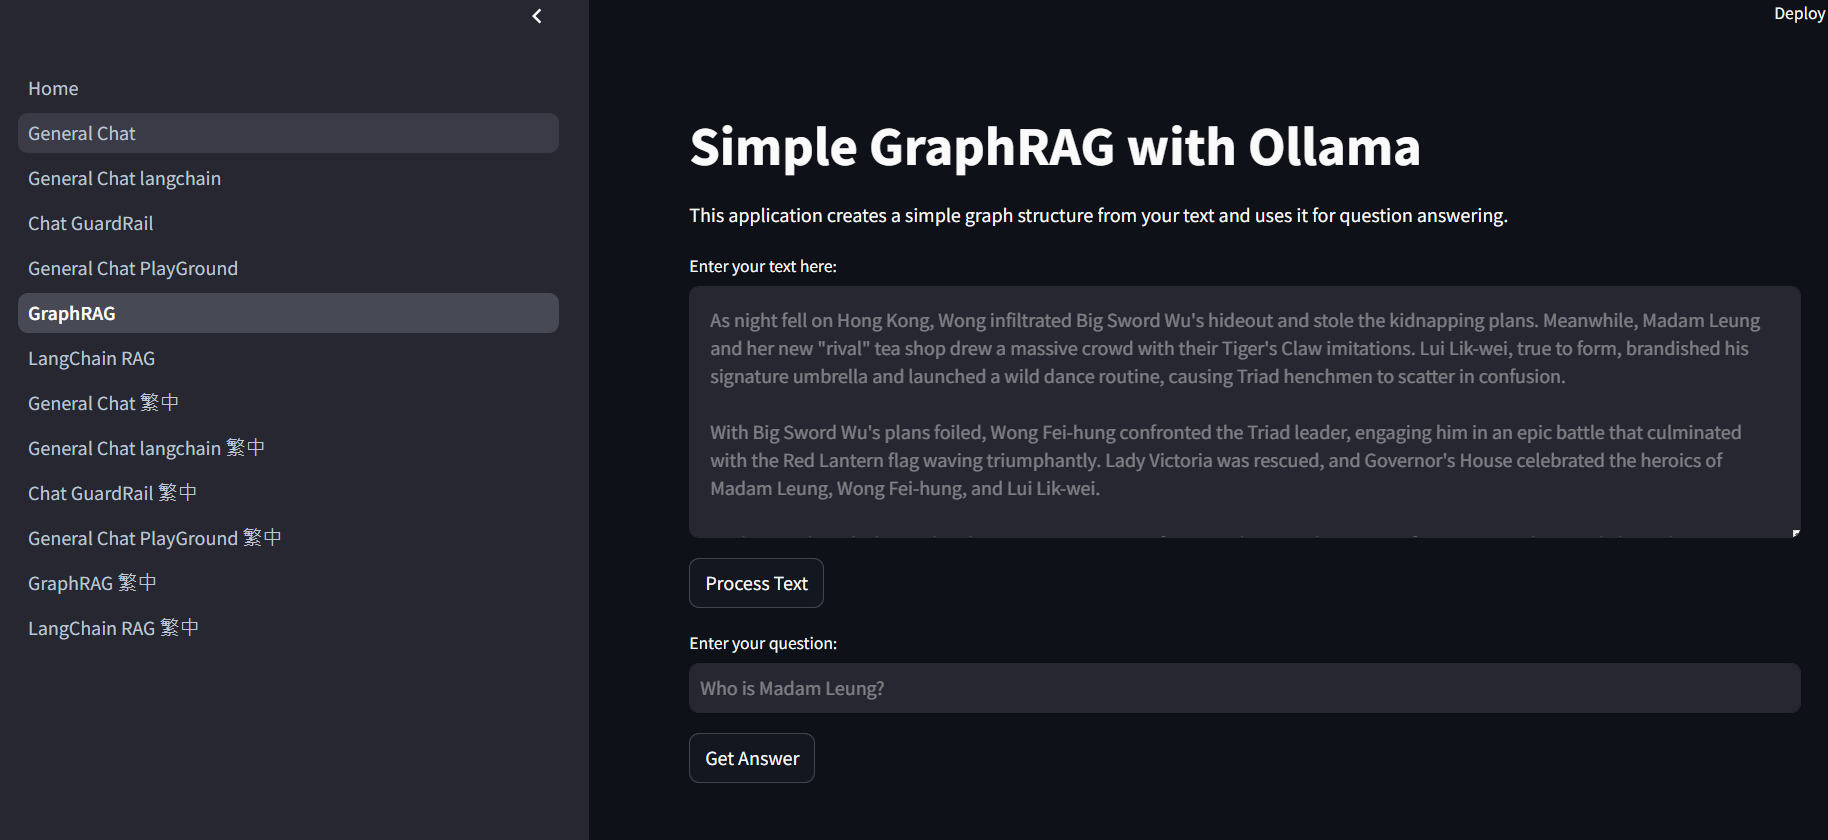 Deploy
Home
General Chat
General Chat langchain
Chat GuardRail
General Chat PlayGround
GraphRAG
LangChain RAG
General Chat 繁中
General Chat langchain 繁中
Chat GuardRail 繁中
General Chat PlayGround 繁中
GraphRAG 繁中
LangChain RAG 繁中
Simple GraphRAG with Ollama
This application creates a simple graph structure from your text and uses it for question answering.
Enter your text here:
As night fell on Hong Kong, Wong infiltrated Big Sword Wu's hideout and stole the kidnapping plans. Meanwhile, Madam Leung
and her new "rival" tea shop drew a massive crowd with their Tiger's Claw imitations. Lui Lik-wei, true to form, brandished his
signature umbrella and launched a wild dance routine, causing Triad henchmen to scatter in confusion.
With Big Sword Wu's plans foiled, Wong Fei-hung confronted the Triad leader, engaging him in an epic battle that culminated
with the Red Lantern flag waving triumphantly. Lady Victoria was rescued, and Governor's House celebrated the heroics of
Madam Leung, Wong Fei-hung, and Lui Lik-wei.
Process Text
Enter your question:
Who is Madam Leung?
Get Answer